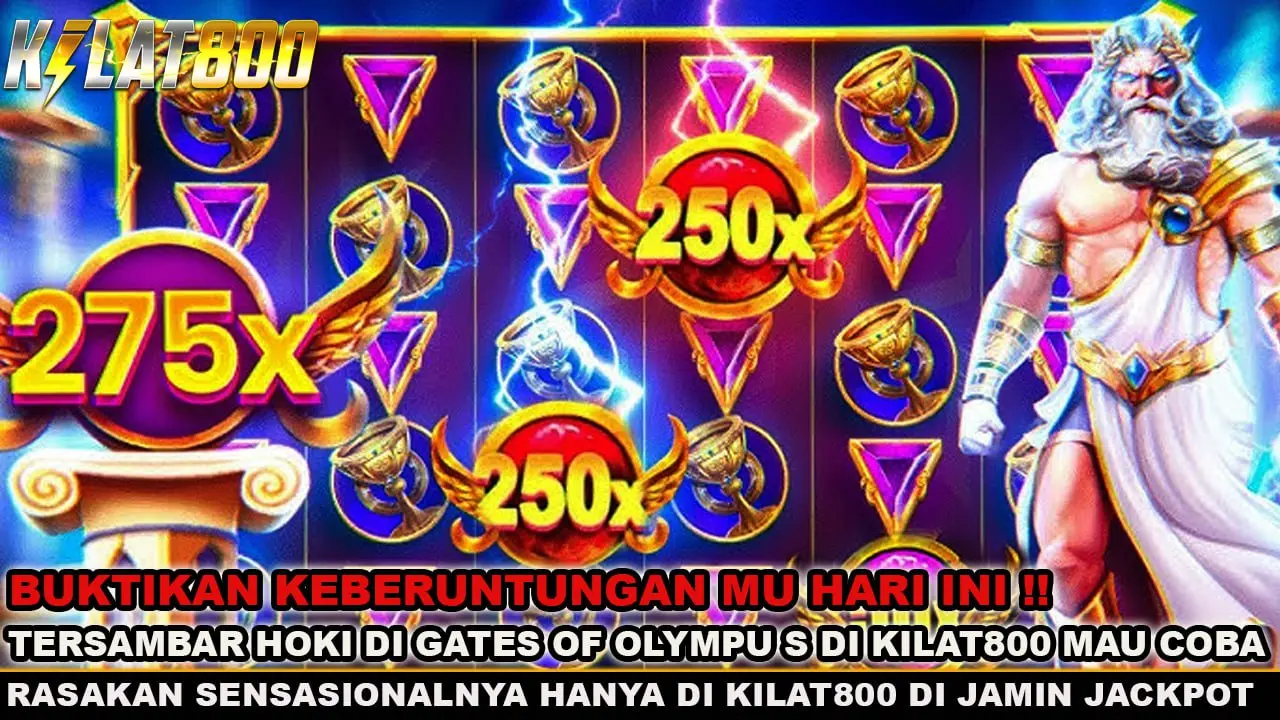 KILAT800
250x
275x
250x
BUKTIKAN KEBERUNTUNGAN MU HARI INI !!
TERSAMBAR HOKI DI GATES OF OLYMPU S DI KILAT800 MAU COBA
RASAKAN SENSASIONALNYA HANYA DI KILAT800 DI JAMIN JACKPOT